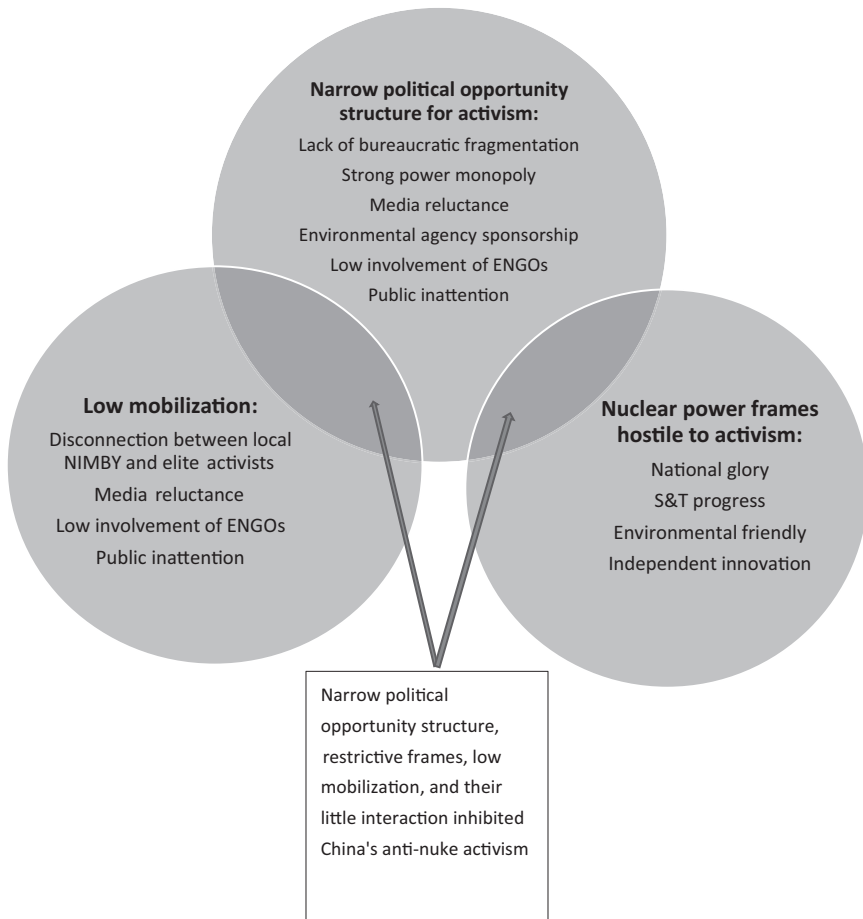 Narrow political opportunity
structure for activism:
Lack of bureaucratic fragmentation
Strong power monopoly
Media reluctance
Environmental agency sponsorship
Low involvement of ENGOs
Public inattention
Low mobilization:
Disconnection between local
NIMBY and elite activists
Media reluctance
Low involvement of ENGOs
Public inattention
Nuclear power frames
hostile to activism:
National glory
S&T progress
Environmental friendly
Independent innovation
Narrow political
opportunity structure,
restrictive frames, low
mobilization, and their
little interaction inhibited
China's anti-nuke activism